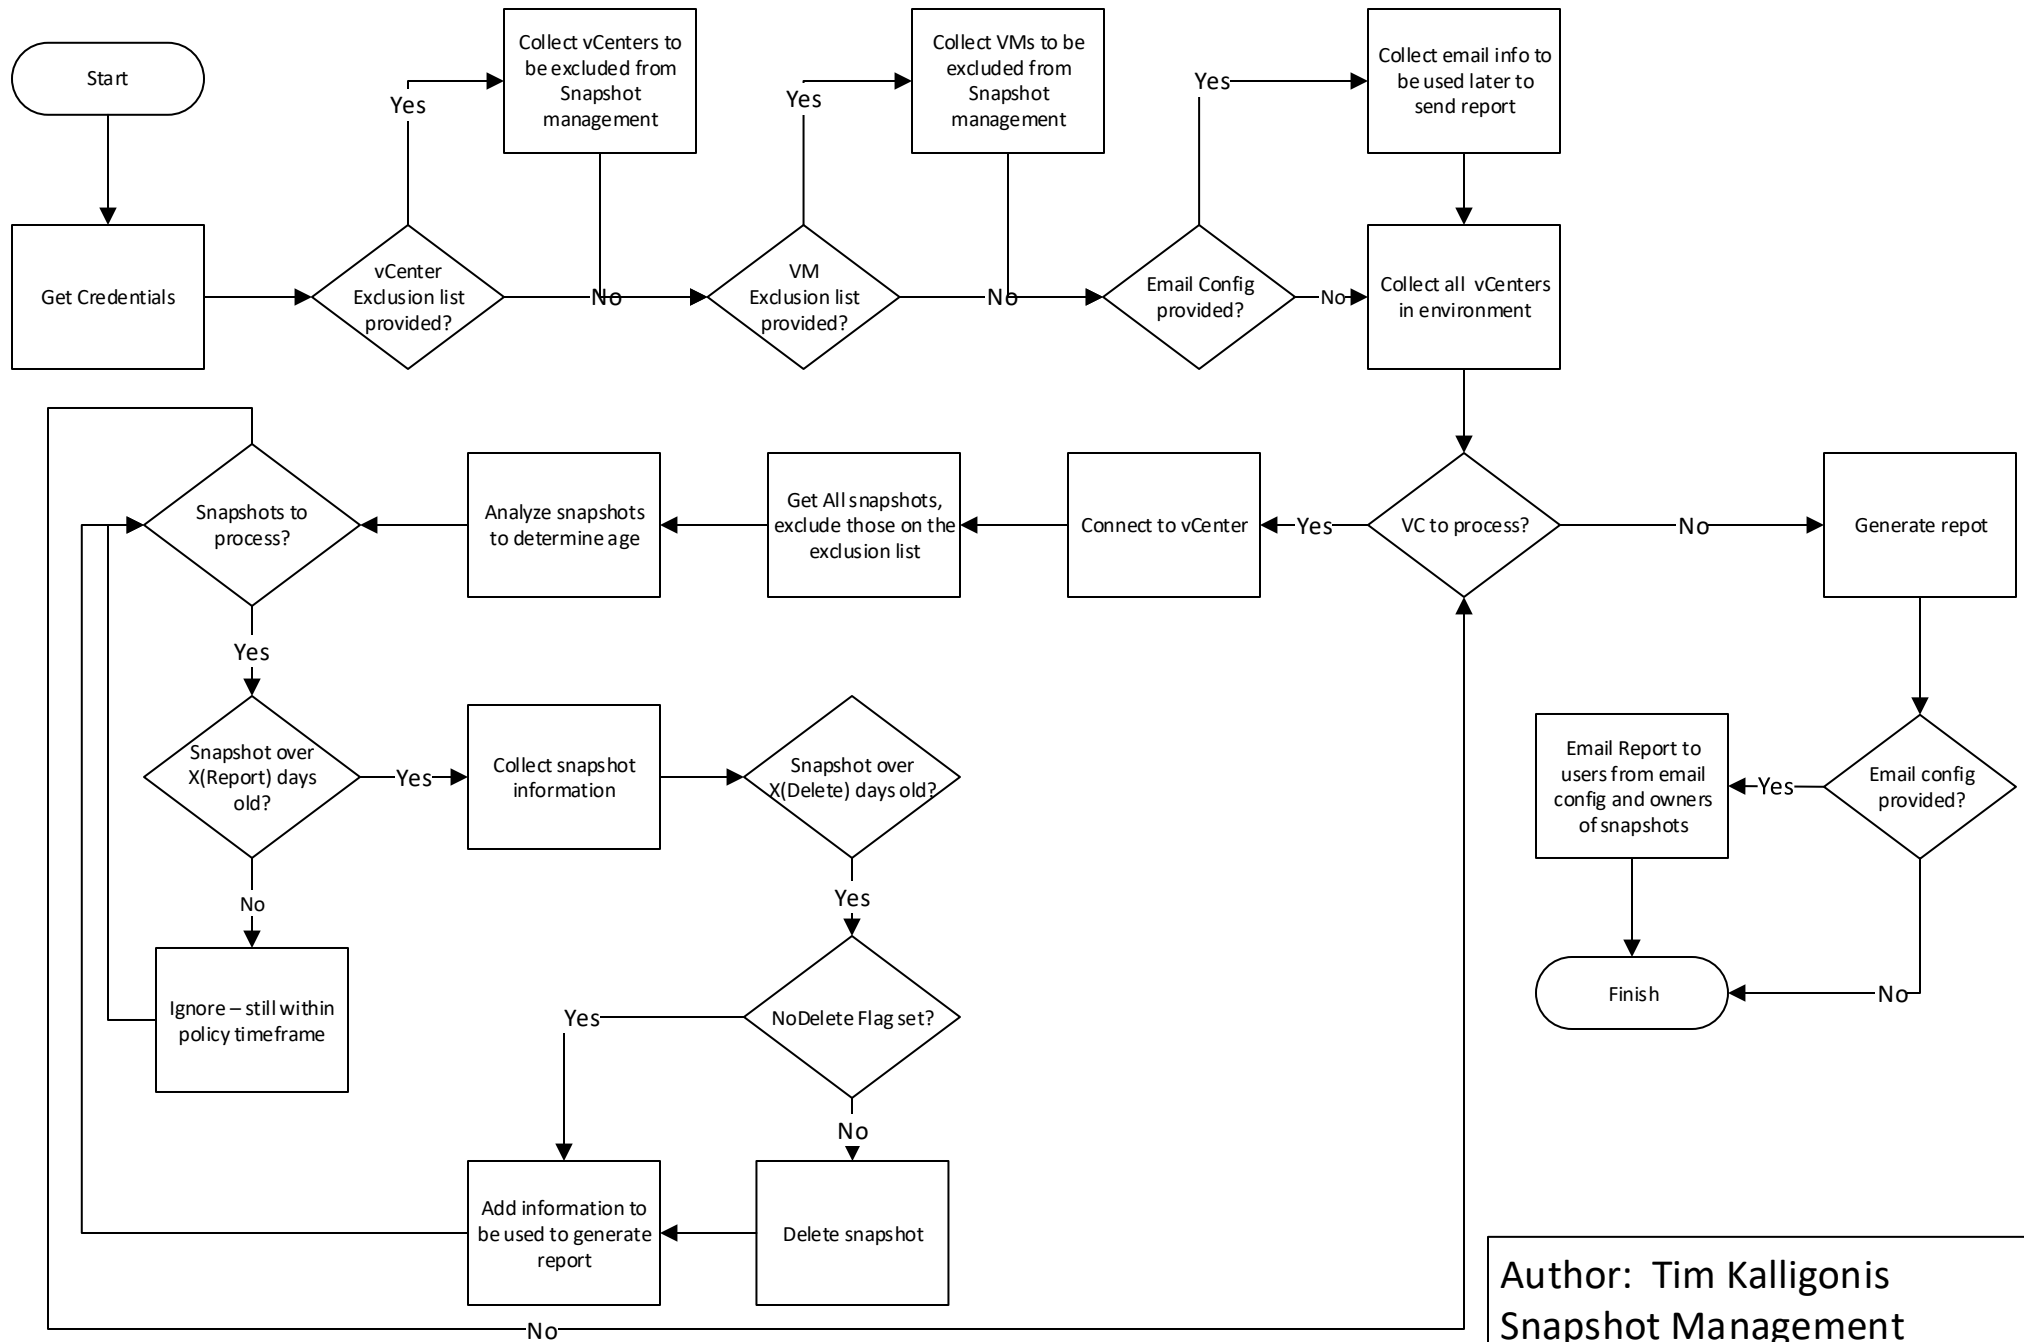 Start
Collect vCenters to
be excluded from
Snapshot
management
Collect VMs to be
excluded from
Snapshot
management
Collect email info to
be used later to
send report
Yes
Yes
Yes
Get Credentials
vCenter
Exclusion list
provided?
No
VM
Exclusion list
provided?
No
Email Config
provided?
No
Collect all vCenters
in environment
Snapshots to
process?
Analyze snapshots
to determine age
Get All snapshots,
exclude those on the
exclusion list
Connect to vCenter
Yes
VC to process?
No
Generate repot
Yes
Snapshot over
X(Report) days
old?
Yes
Collect snapshot
information
Snapshot over
X(Delete) days old?
Email Report to
users from email
config and owners
of snapshots
Yes
Email config
provided?
No
Yes
Ignore – still within
policy timeframe
Yes
NoDelete Flag set?
Finish
No
No
Add information to
be used to generate
report
Delete snapshot
No
Author: Tim Kalligonis
Snapshot Management